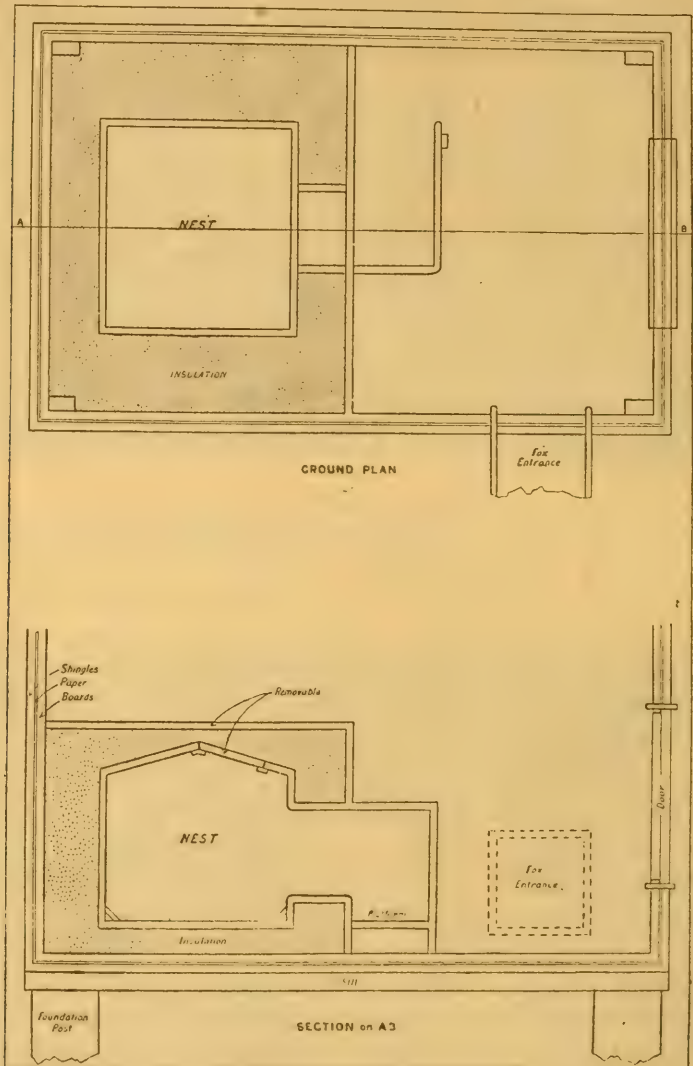 A
NEST
B
INSULATION
Fox
Entrance
GROUND PLAN
Shingles
Paper
Boards
Removable
NEST
Door
Fox
Entrance
Platform
Insulation
Sill
Foundation
Post
SECTION on AB